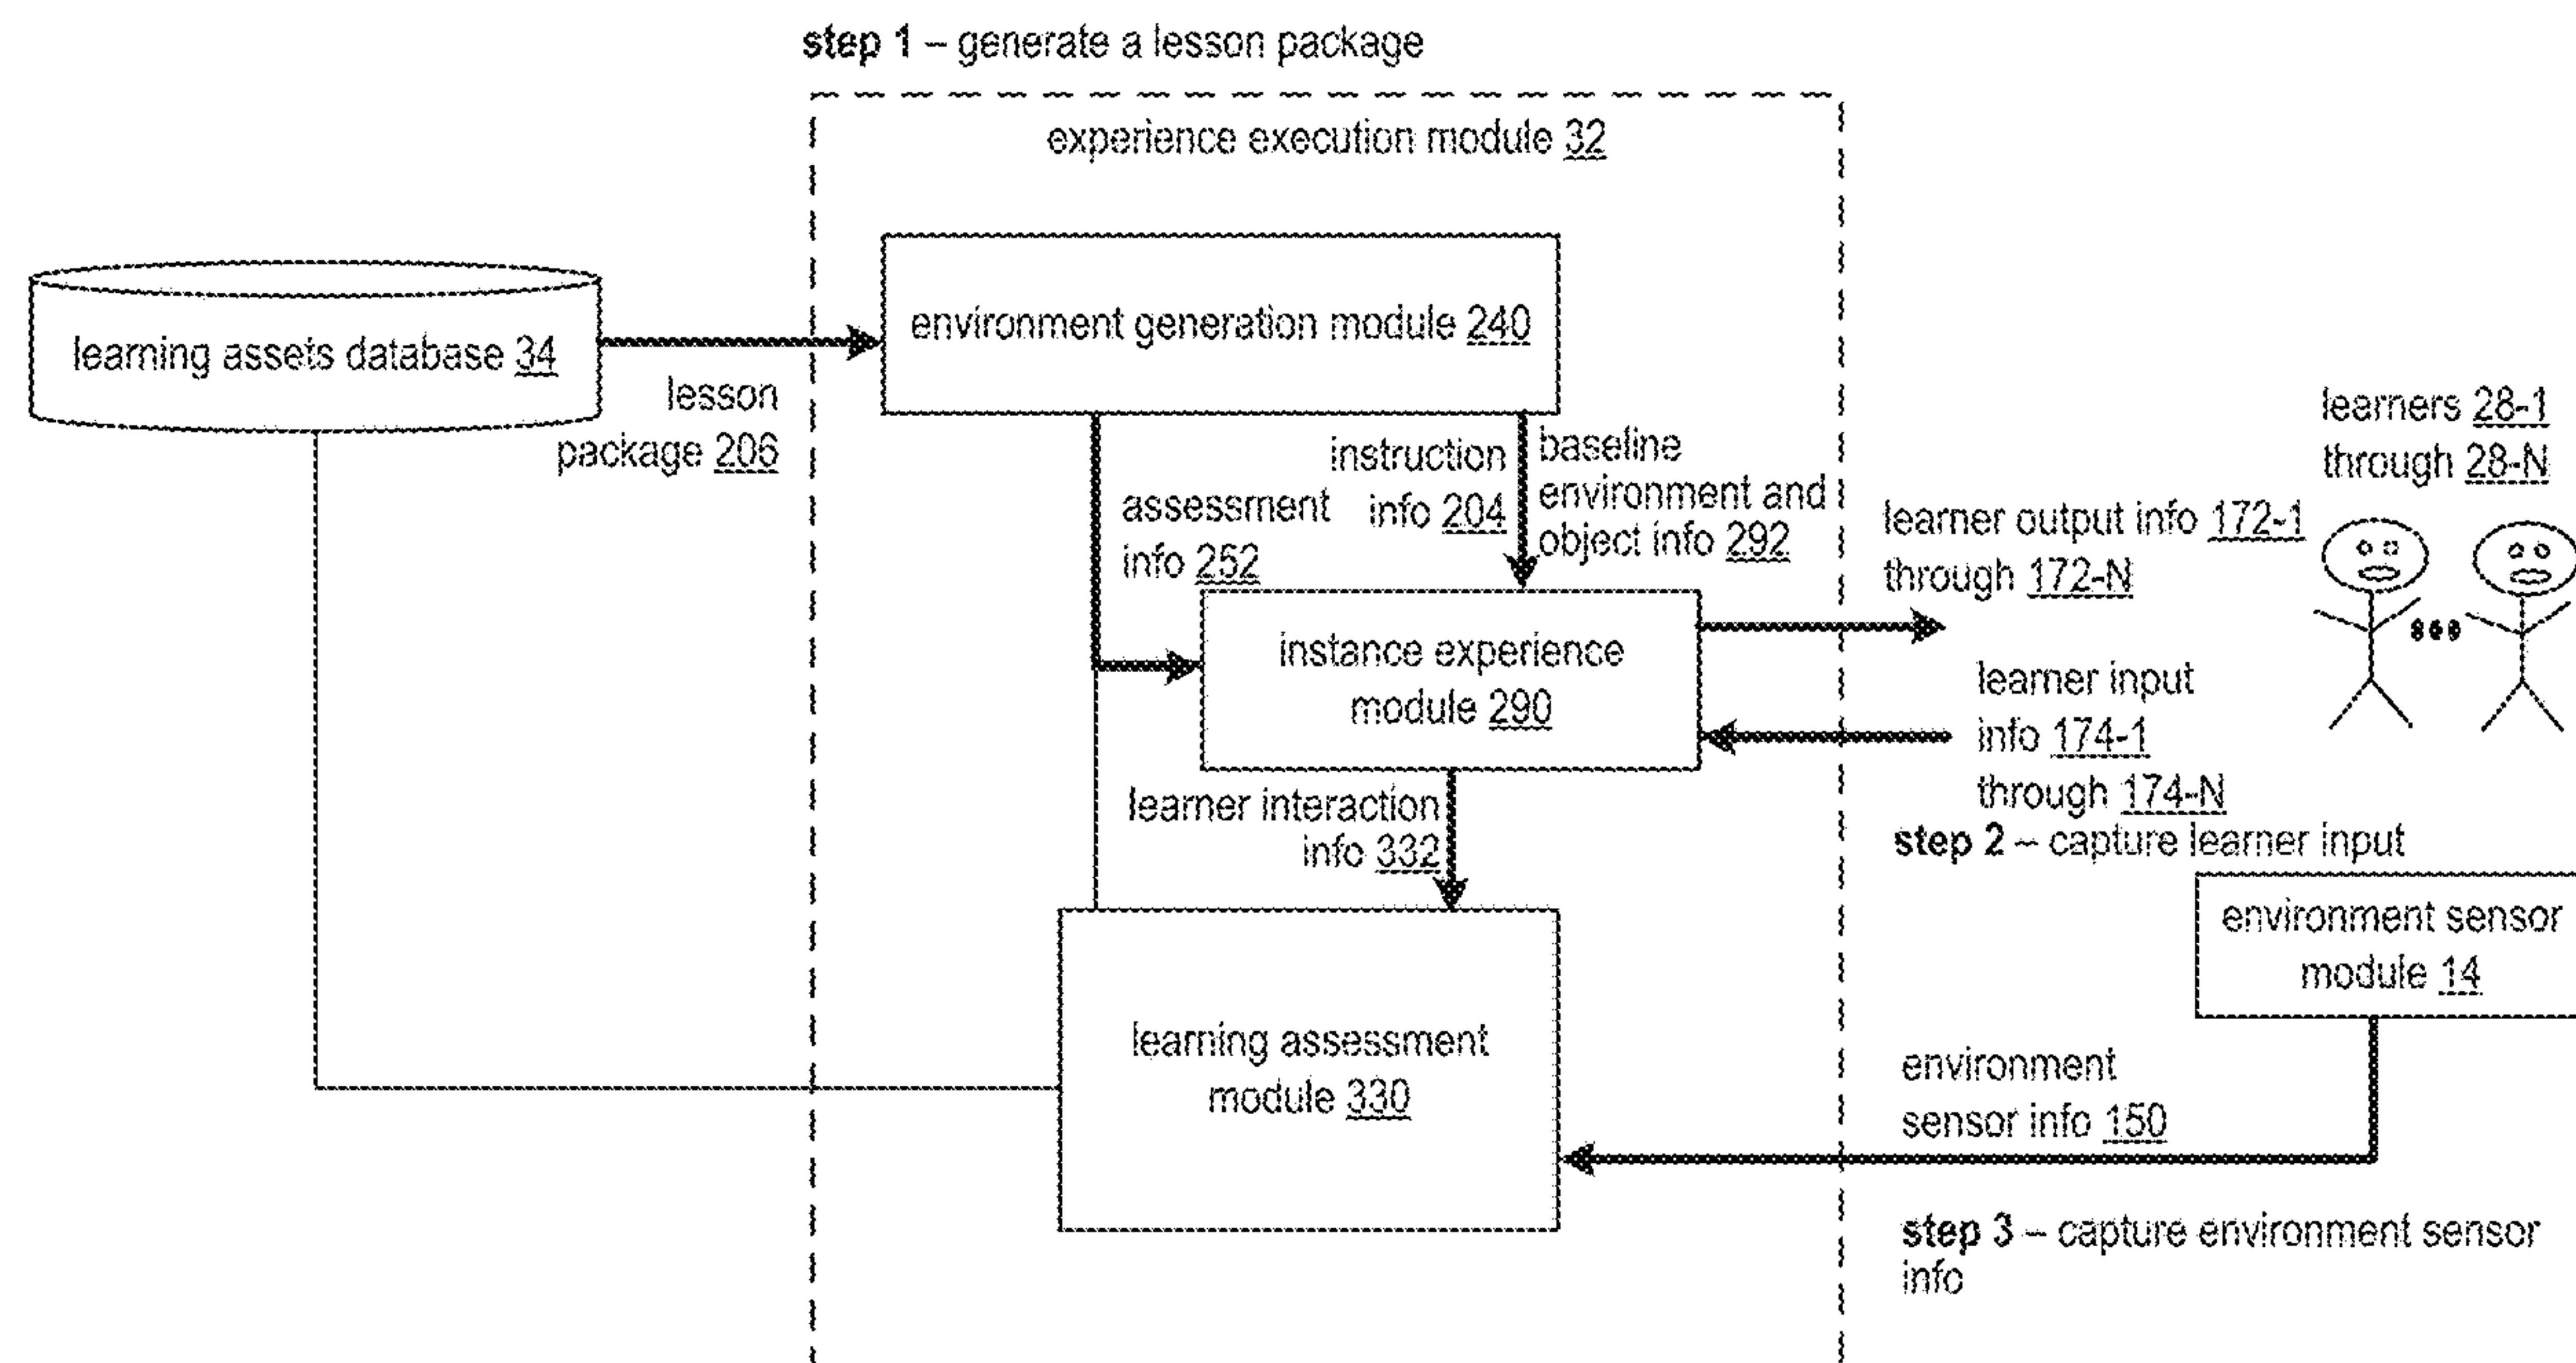 step 1 – generate a lesson package
experience execution module 32
environment generation module 240
learning assets database 34
lesson
package 206
instruction
info 204
baseline
environment and
object info 292
assessment
info 252
learners 28-1
through 28-N
learner output info 172-1
through 172-N
instance experience
module 290
learner input
info 174-1
through 174-N
learner interaction
info 332
step 2 – capture learner input
environment sensor
module 14
learning assessment
module 330
environment
sensor info 150
step 3 – capture environment sensor
info